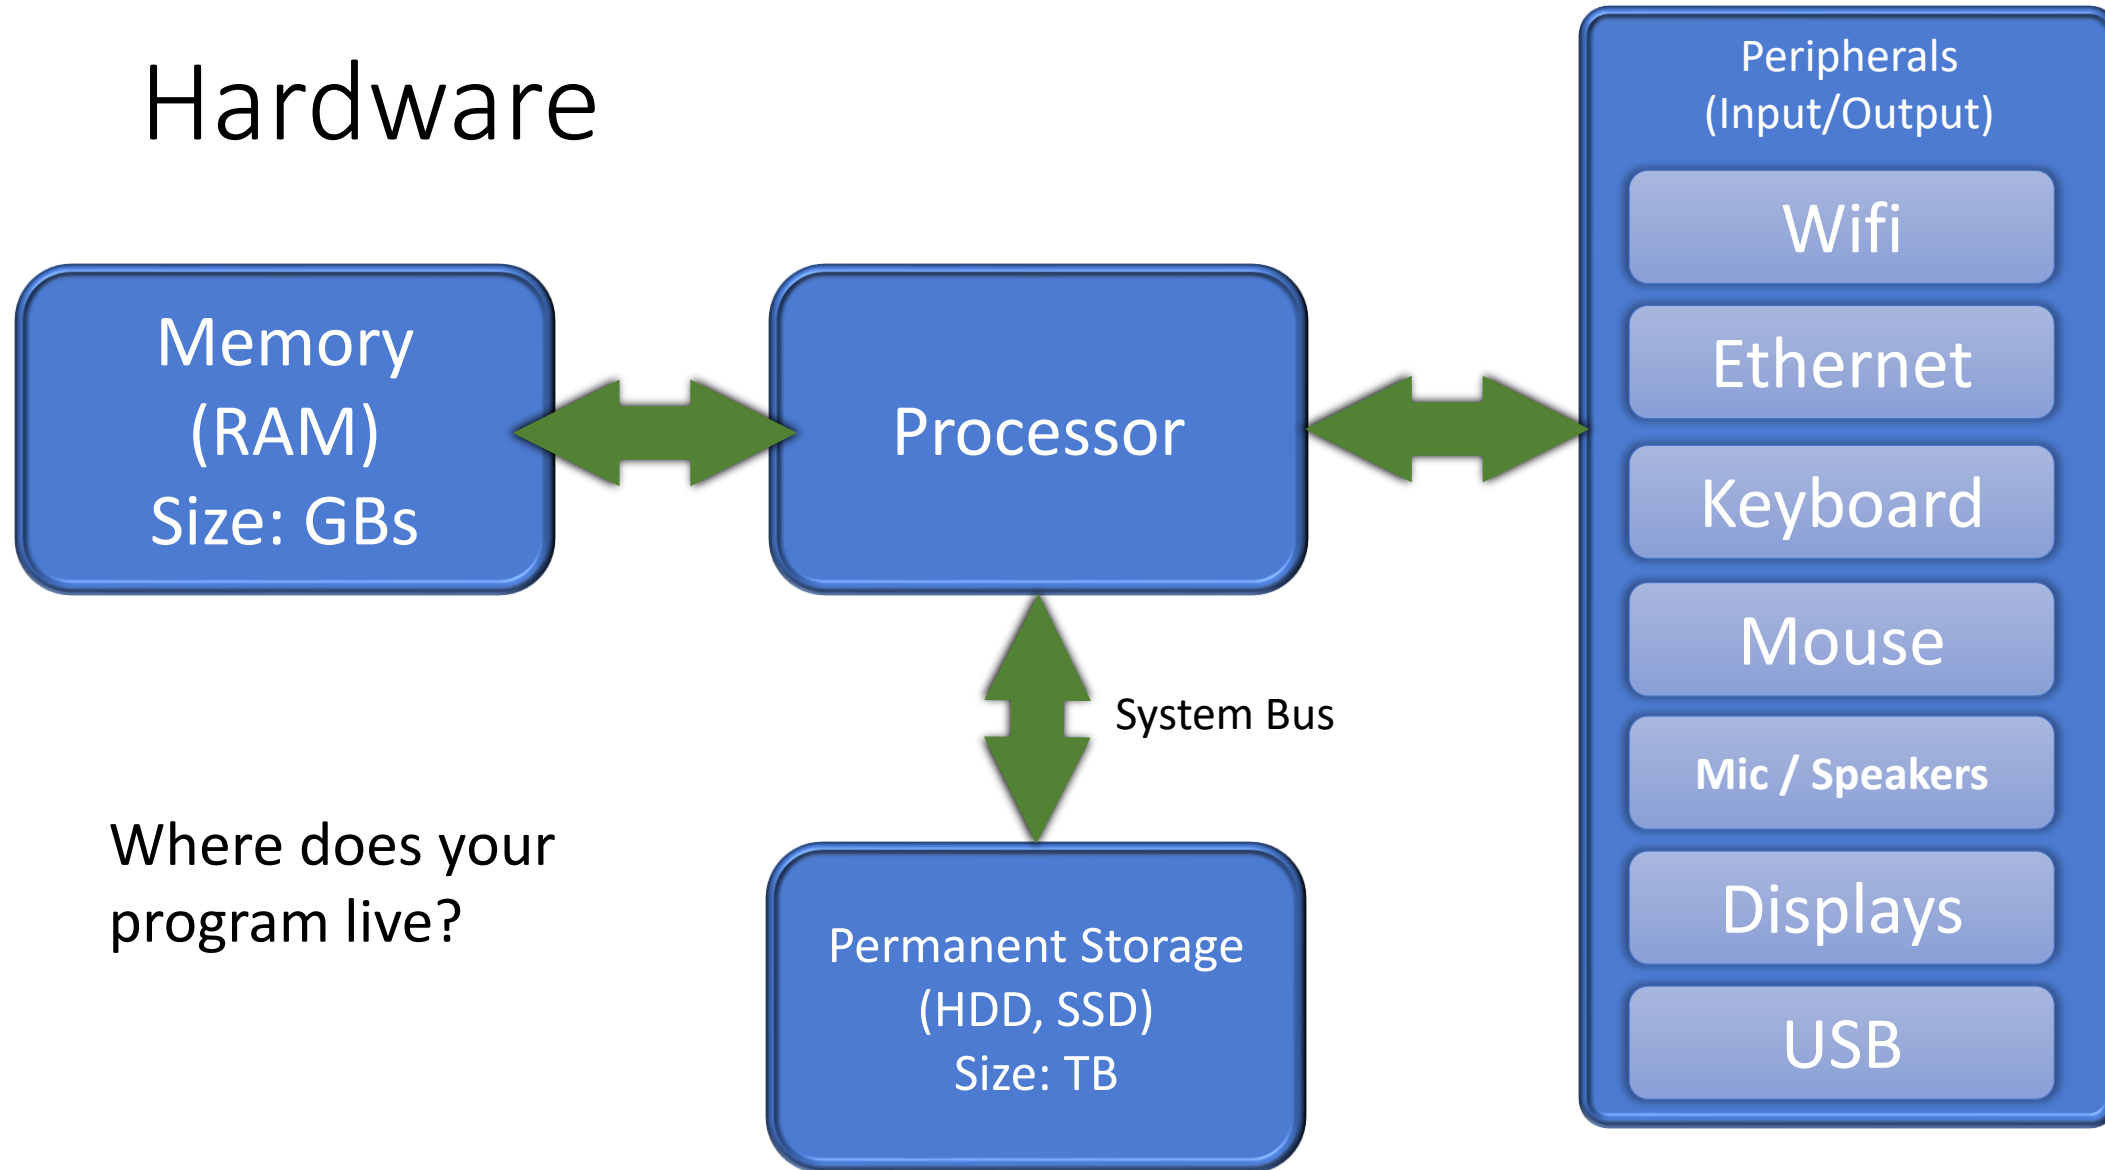 Hardware
Memory
(RAM)
Size: GBs
Processor
Peripherals
(Input/Output)
Wifi
Ethernet
Keyboard
Mouse
Mic / Speakers
Displays
USB
System Bus
Where does your
program live?
Permanent Storage
(HDD, SSD)
Size: TB